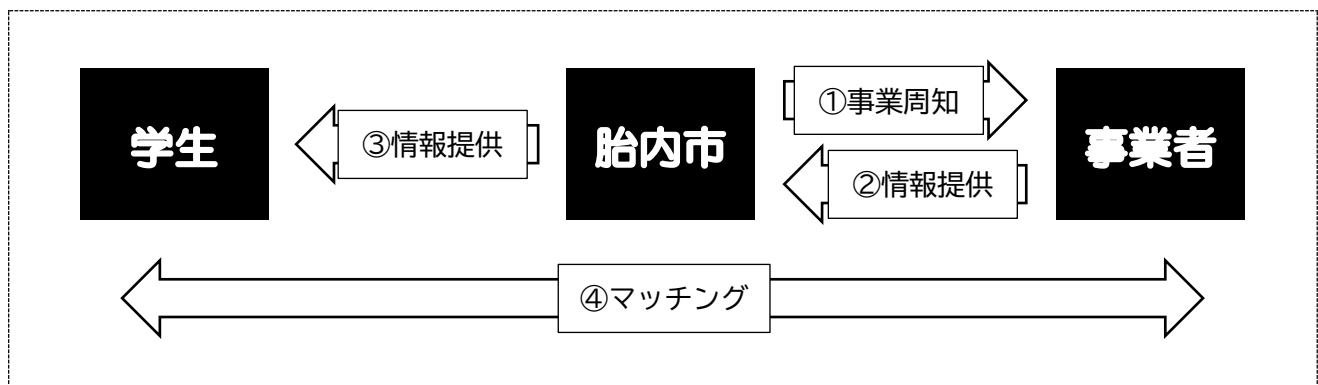 ①事業周知
学生
③情報提供
胎内市
事業者
②情報提供
④マッチング